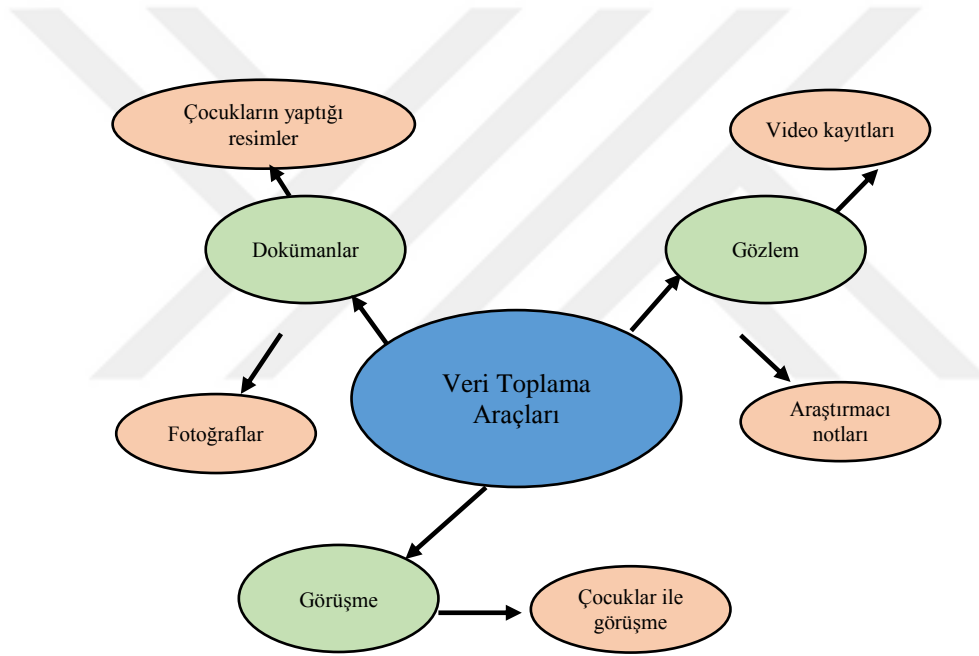 Çocukların yaptığı
resimler
Video kayıtları
Dokümanlar
Gözlem
Veri Toplama
Araçları
Fotoğraflar
Araştırmacı
notları
Görüşme
Çocuklar ile
görüşme